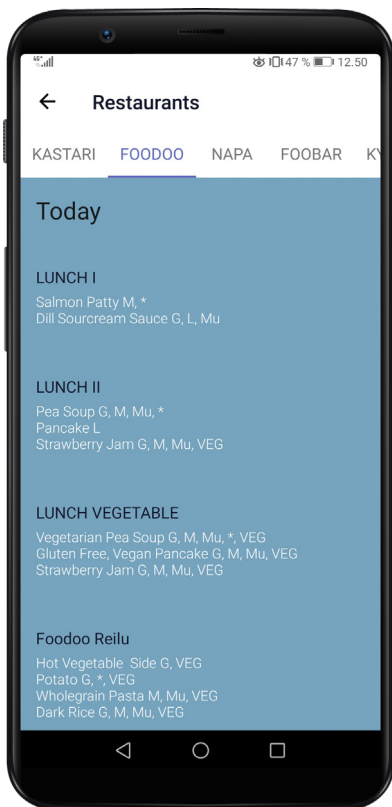 4G+ 47 % 12.50
Restaurants
KASTARI FOODOO NAPA FOOBAR KY
Today
LUNCH I
Salmon Patty M, *
Dill Sourcream Sauce G, L, Mu
LUNCH II
Pea Soup G, M, Mu, *
Pancake L
Strawberry Jam G, M, Mu, VEG
LUNCH VEGETABLE
Vegetarian Pea Soup G, M, Mu, *, VEG
Gluten Free, Vegan Pancake G, M, Mu, VEG
Strawberry Jam G, M, Mu, VEG
Foodoo Reilu
Hot Vegetable  Side G, VEG
Potato G, *, VEG
Wholegrain Pasta M, Mu, VEG
Dark Rice G, M, Mu, VEG